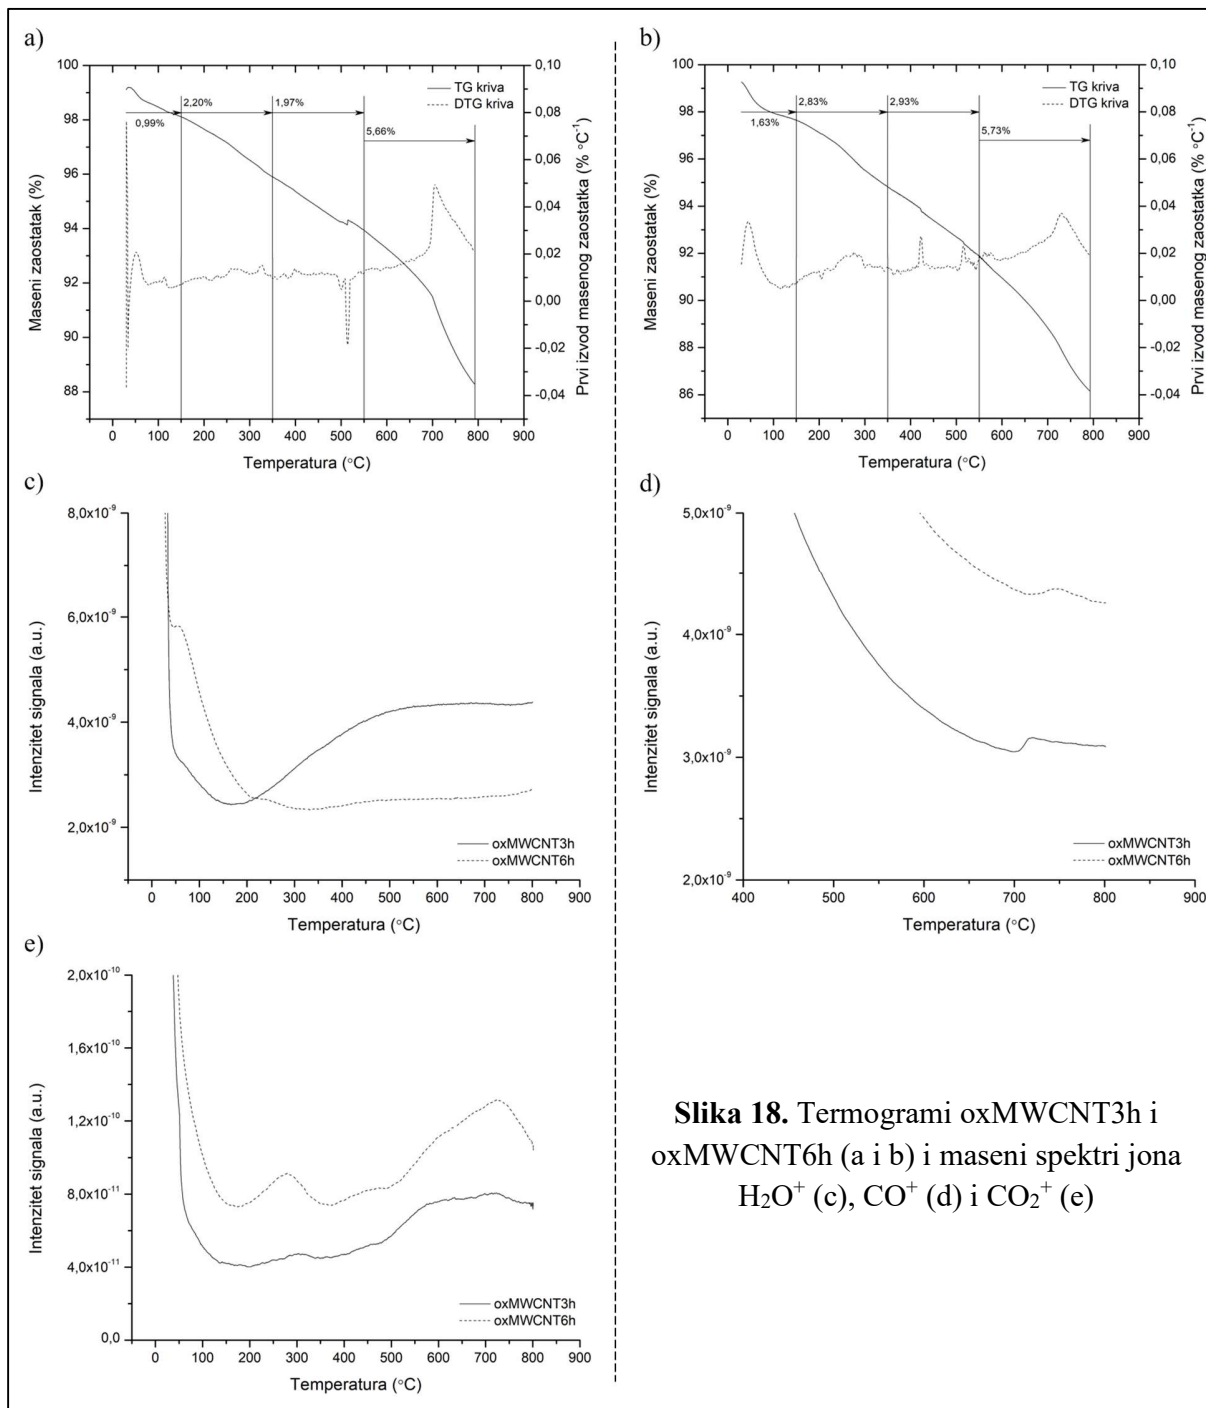 a)
100
98
96
94
92
90
88
Maseni zaostatak (%)
0,10
0,08
0,06
0,04
0,02
0,00
-0,02
-0,04
Prvi izvod masenog zaostatka (% °C⁻¹)
TG kriva
DTG kriva
0,99%
2,20%
1,97%
5,66%
0 100 200 300 400 500 600 700 800 900
Temperatura (°C)
b)
100
98
96
94
92
90
88
86
Maseni zaostatak (%)
0,10
0,08
0,06
0,04
0,02
0,00
-0,02
-0,04
Prvi izvod masenog zaostatka (% °C⁻¹)
TG kriva
DTG kriva
1,63%
2,83%
2,93%
5,73%
0 100 200 300 400 500 600 700 800 900
Temperatura (°C)
c)
8,0x10⁻⁹
6,0x10⁻⁹
4,0x10⁻⁹
2,0x10⁻⁹
Intenzitet signala (a.u.)
oxMWCNT3h
oxMWCNT6h
0 100 200 300 400 500 600 700 800 900
Temperatura (°C)
d)
5,0x10⁻⁹
4,0x10⁻⁹
3,0x10⁻⁹
2,0x10⁻⁹
Intenzitet signala (a.u.)
oxMWCNT3h
oxMWCNT6h
400 500 600 700 800 900
Temperatura (°C)
e)
2,0x10⁻¹⁰
1,6x10⁻¹⁰
1,2x10⁻¹⁰
8,0x10⁻¹¹
4,0x10⁻¹¹
0,0
Intenzitet signala (a.u.)
oxMWCNT3h
oxMWCNT6h
0 100 200 300 400 500 600 700 800 900
Temperatura (°C)
Slika 18. Termogrami oxMWCNT3h i
oxMWCNT6h (a i b) i maseni spektri jona
H₂O⁺ (c), CO⁺ (d) i CO₂⁺ (e)